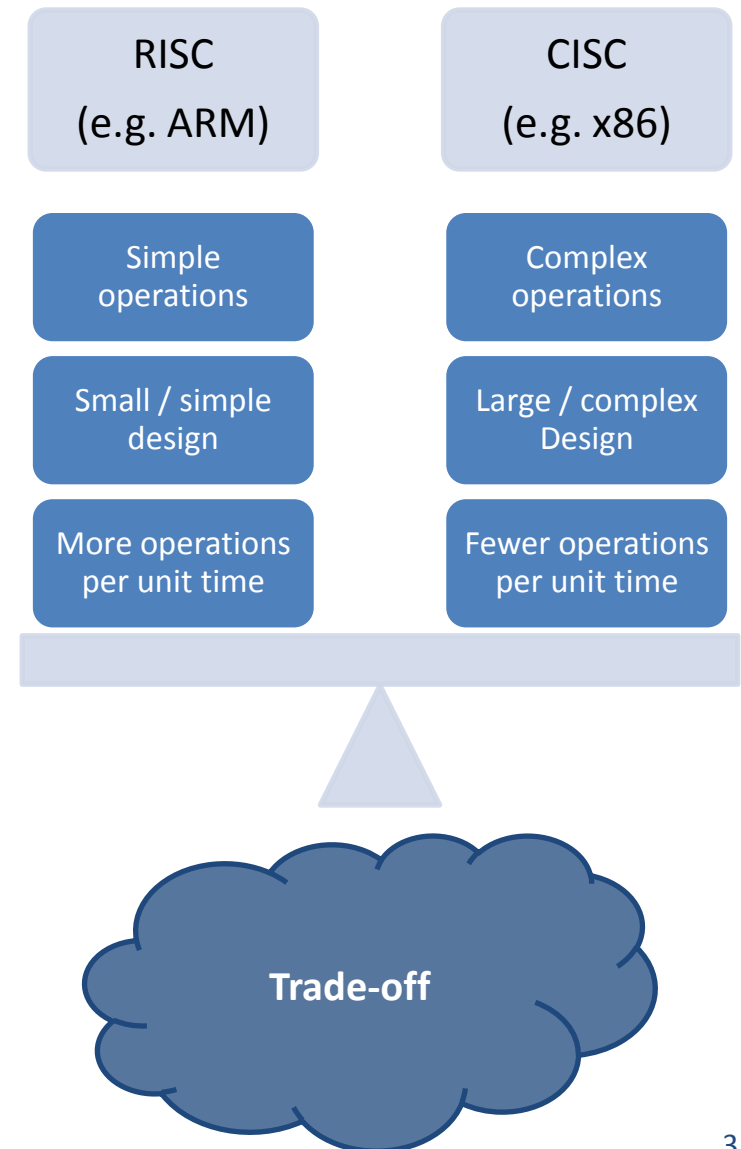 RISC
(e.g. ARM)
CISC
(e.g. x86)
Simple
operations
Complex
operations
Small / simple
design
Large / complex
Design
More operations
per unit time
Fewer operations
per unit time
Trade-off
3